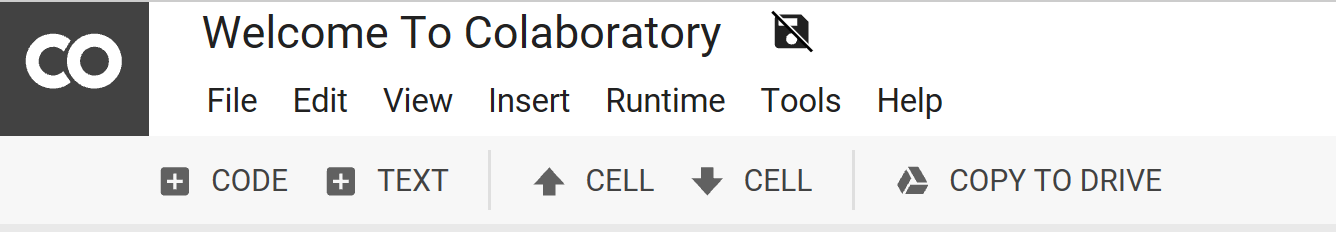 CO
Welcome To Colaboratory
File Edit View Insert Runtime Tools Help
CODE TEXT CELL CELL COPY TO DRIVE